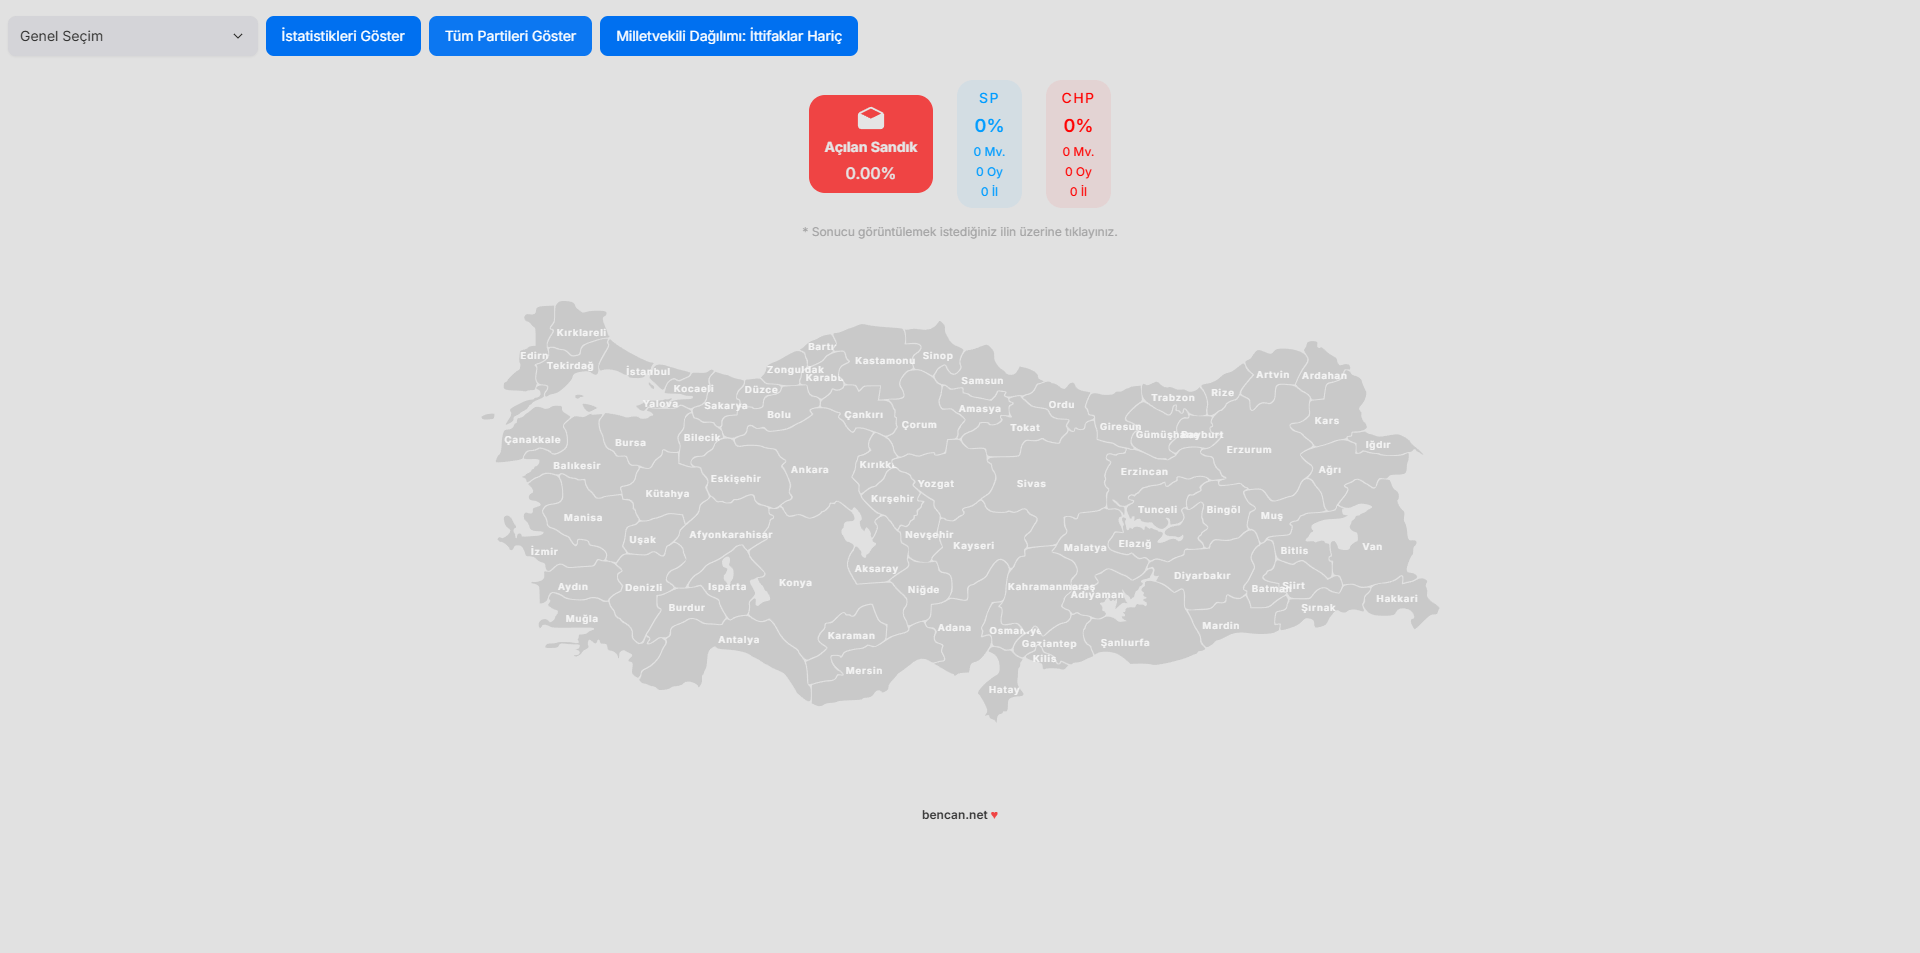 Genel Seçim
İstatistikleri Göster
Tüm Partileri Göster
Milletvekili Dağılımı: İttifaklar Hariç
Açılan Sandık
0.00%
SP
0%
0 Mv.
0 Oy
0 İl
CHP
0%
0 Mv.
0 Oy
0 İl
* Sonucu görüntülemek istediğiniz ilin üzerine tıklayınız.
Kırklareli
Edirn
Tekirdağ
İstanbul
Kocaeli
Yalova
Sakarya
Düzce
Zonguldak
Bartı
Karabü
Kastamonu
Sinop
Samsun
Bolu
Çankırı
Çorum
Amasya
Tokat
Ordu
Giresun
Trabzon
Rize
Artvin
Ardahan
Kars
Iğdır
Ağrı
Erzurum
Gümüşhane
Bayburt
Erzincan
Çanakkale
Balıkesir
Bursa
Bilecik
Eskişehir
Kütahya
Ankara
Kırıkk
Kırşehir
Yozgat
Sivas
Tunceli
Bingöl
Muş
Manisa
Uşak
Afyonkarahisar
İzmir
Aydın
Denizli
Isparta
Burdur
Muğla
Antalya
Konya
Aksaray
Nevşehir
Kayseri
Niğde
Karaman
Mersin
Adana
Osmaniye
Kahramanmaraş
Malatya
Elazığ
Adıyaman
Gaziantep
Kilis
Hatay
Şanlıurfa
Diyarbakır
Mardin
Batman
Siirt
Bitlis
Van
Şırnak
Hakkari
bencan.net ♥